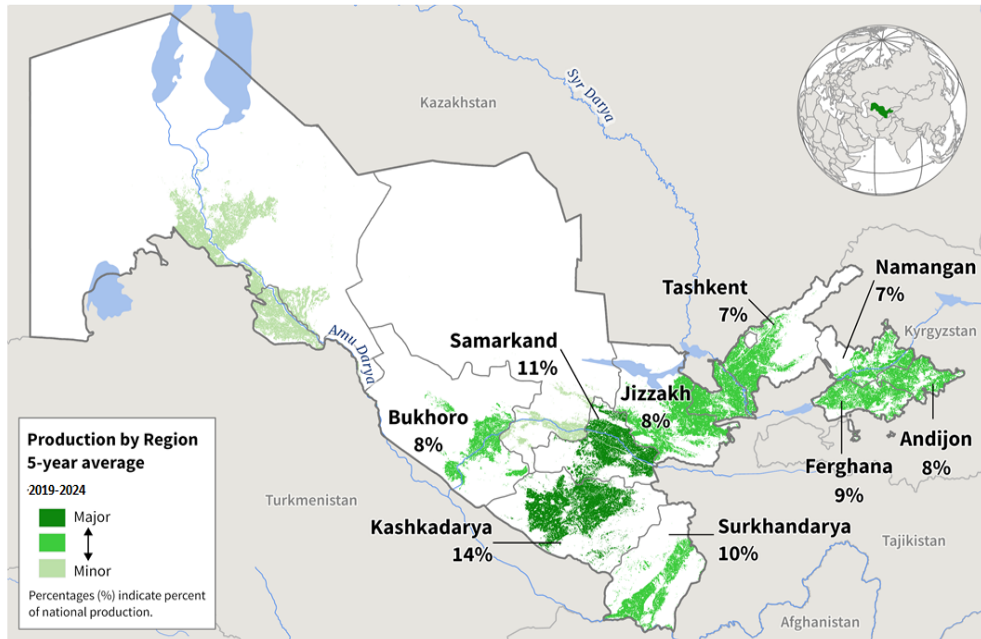 Kazakhstan
Syr Darya
Tashkent
7%
Namangan
7%
Kyrgyzstan
Amu Darya
Samarkand
11%
Jizzakh
8%
Bukhoro
8%
Andijon
8%
Ferghana
9%
Turkmenistan
Kashkadarya
14%
Surkhandarya
10%
Tajikistan
Afghanistan
Production by Region
5-year average
2019-2024
Major
Minor
Percentages (%) indicate percent
of national production.